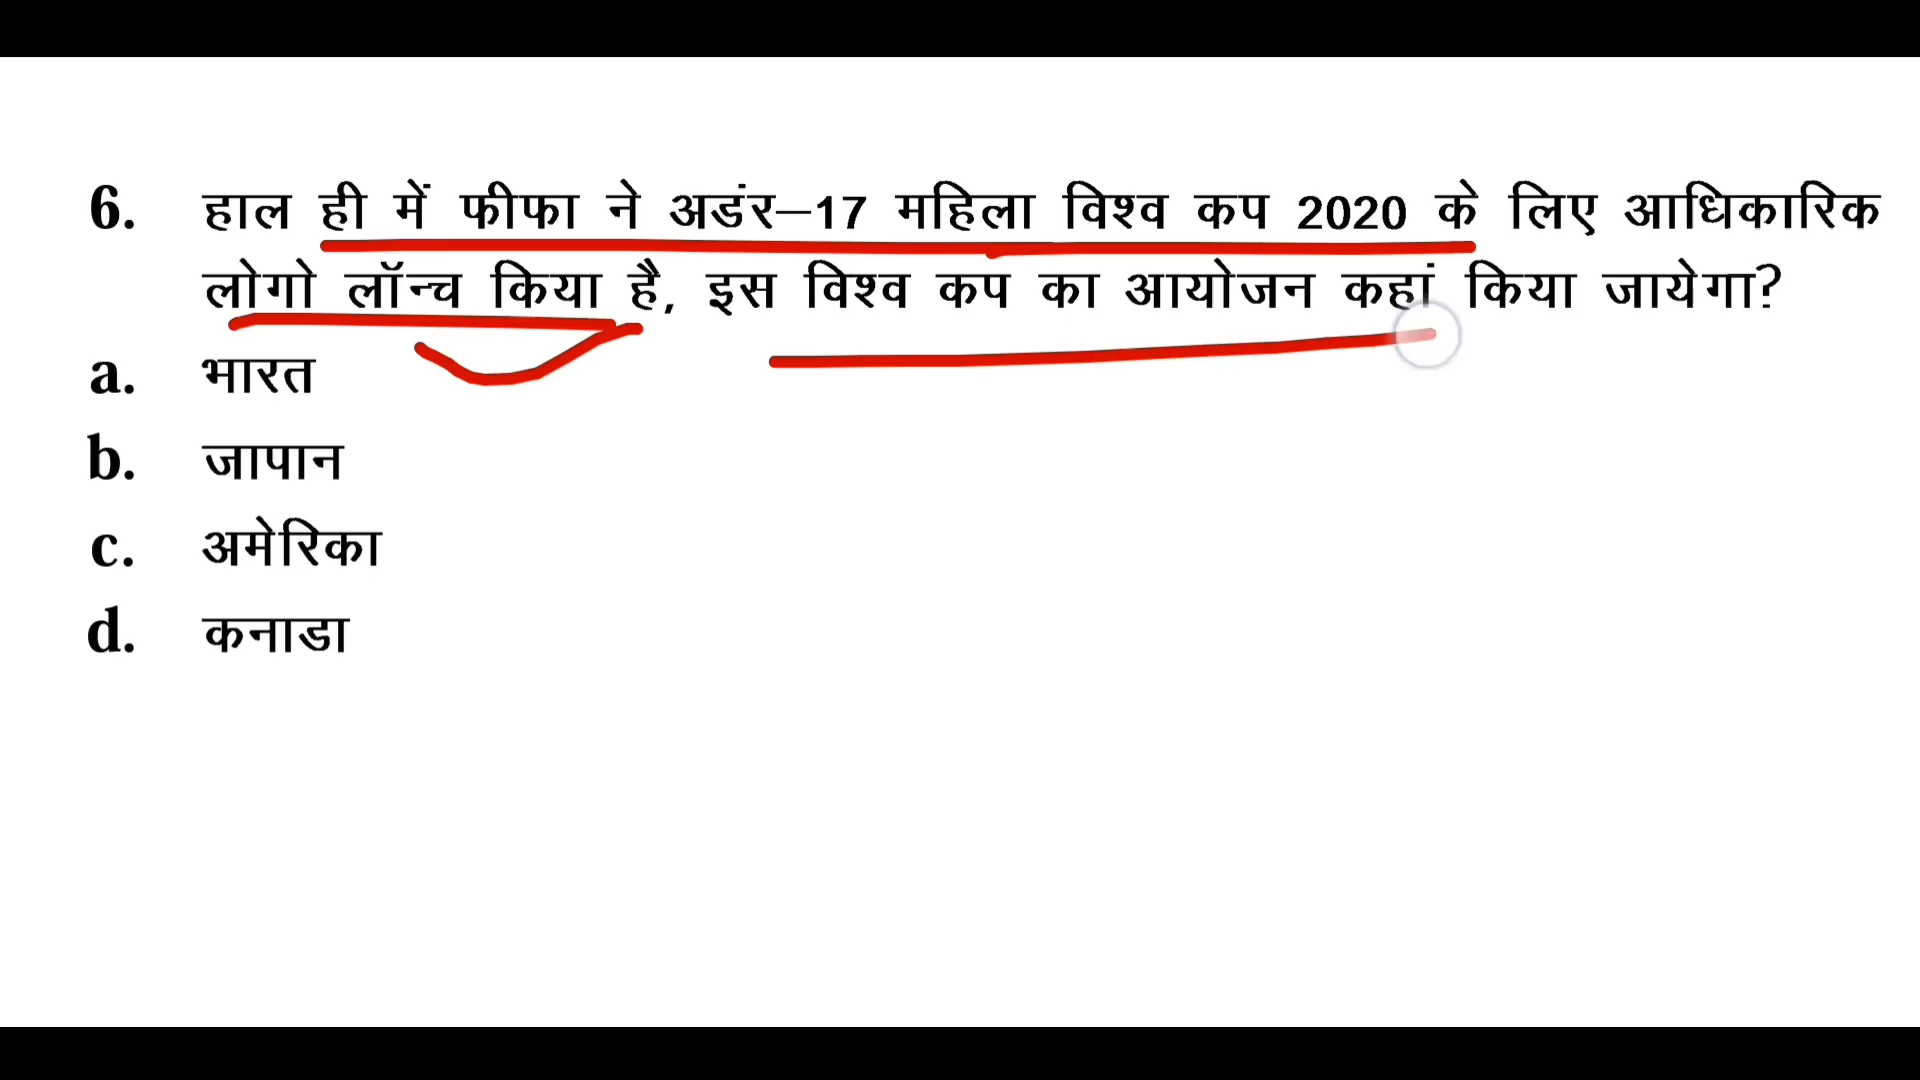 6. हाल ही में फीफा ने अडंर–17 महिला विश्व कप 2020 के लिए आधिकारिक
लोगो लॉन्च किया है, इस विश्व कप का आयोजन कहां किया जायेगा?
a. भारत
b. जापान
c. अमेरिका
d. कनाडा